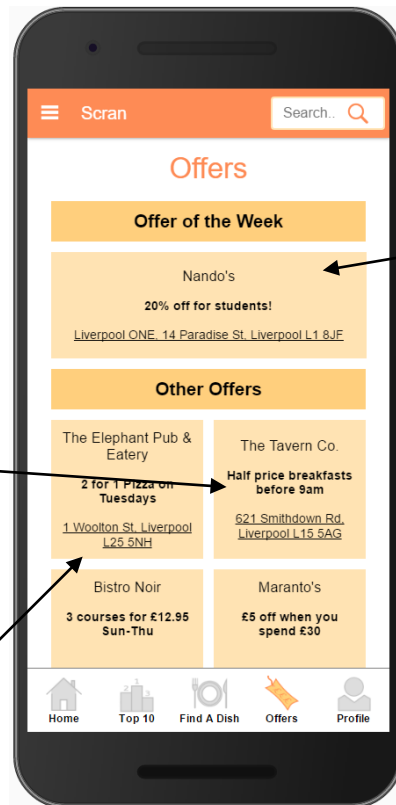 Scran
Search..
Offers
Offer of the Week
Nando's
20% off for students!
Liverpool ONE, 14 Paradise St, Liverpool L1 8JF
Other Offers
The Elephant Pub &
Eatery
2 for 1 Pizza on
Tuesdays
1 Woolton St, Liverpool
L25 5NH
The Tavern Co.
Half price breakfasts
before 9am
621 Smithdown Rd,
Liverpool L15 5AG
Bistro Noir
3 courses for £12.95
Sun-Thu
Maranto's
£5 off when you
spend £30
2 1 3
Home
Top 10
Find A Dish
Offers
Profile